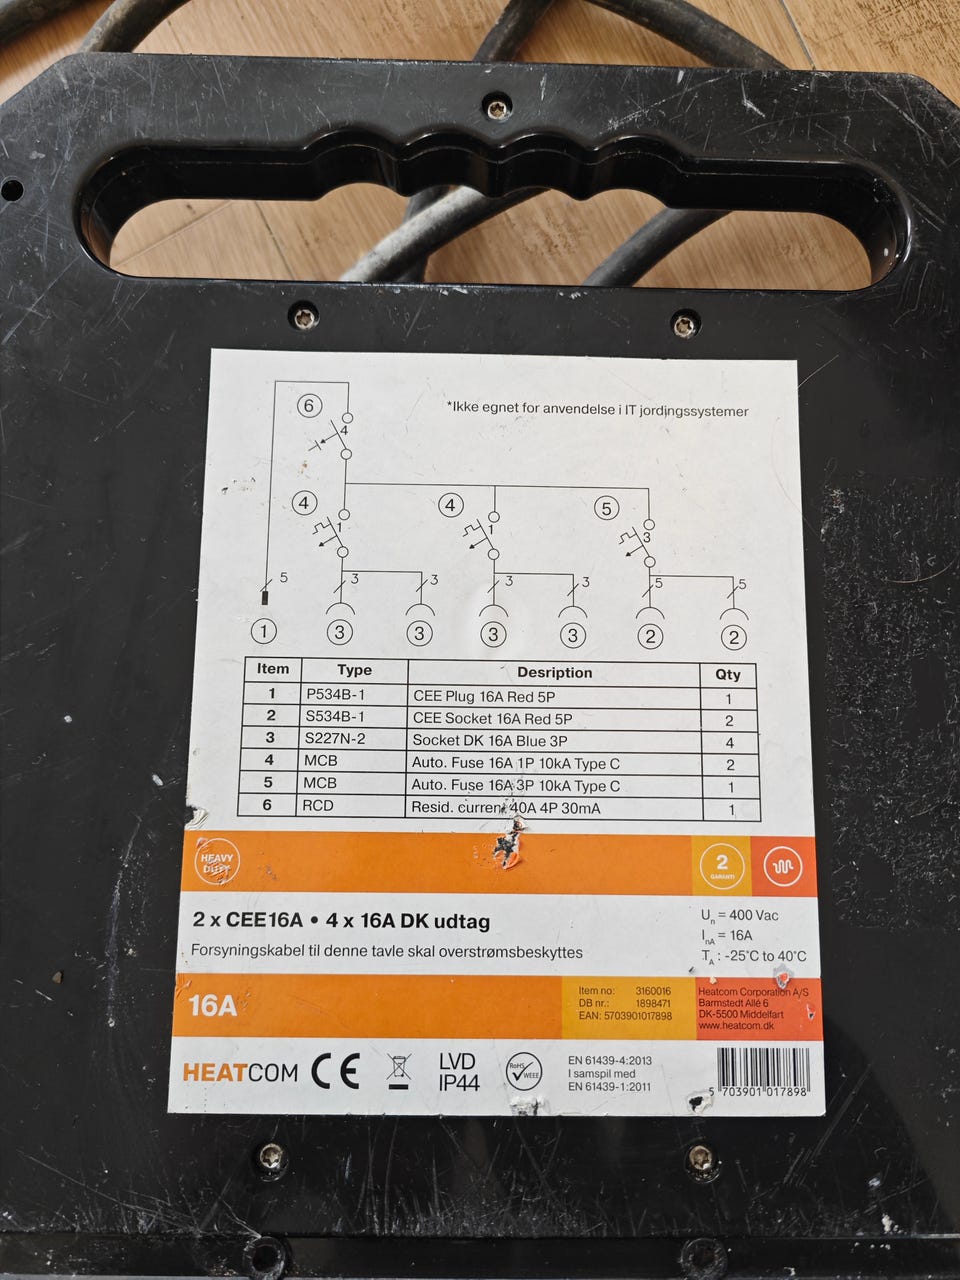 *Ikke egnet for anvendelse i IT jordingssystemer
6
4
4
1
4
1
5
3
5
3
3
3
3
5
5
1
3
3
3
3
2
2
Item Type Desription Qty
1 P534B-1 CEE Plug 16A Red 5P 1
2 S534B-1 CEE Socket 16A Red 5P 2
3 S227N-2 Socket DK 16A Blue 3P 4
4 MCB Auto. Fuse 16A 1P 10kA Type C 2
5 MCB Auto. Fuse 16A 3P 10kA Type C 1
6 RCD Resid. current 40A 4P 30mA 1
HEAVY
DUTY
2
GARANTI
2 x CEE16A • 4 x 16A DK udtag
Forsyningskabel til denne tavle skal overstrømsbeskyttes
Un = 400 Vac
InA = 16A
TA : -25°C to 40°C
16A
Item no: 3160016
DB nr.: 1898471
EAN: 5703901017898
Heatcom Corporation A/S
Barmstedt Allé 6
DK-5500 Middelfart
www.heatcom.dk
HEATCOM
CE
LVD
IP44
RoHS
WEEE
EN 61439-4:2013
I samspil med
EN 61439-1:2011
5 703901 017898